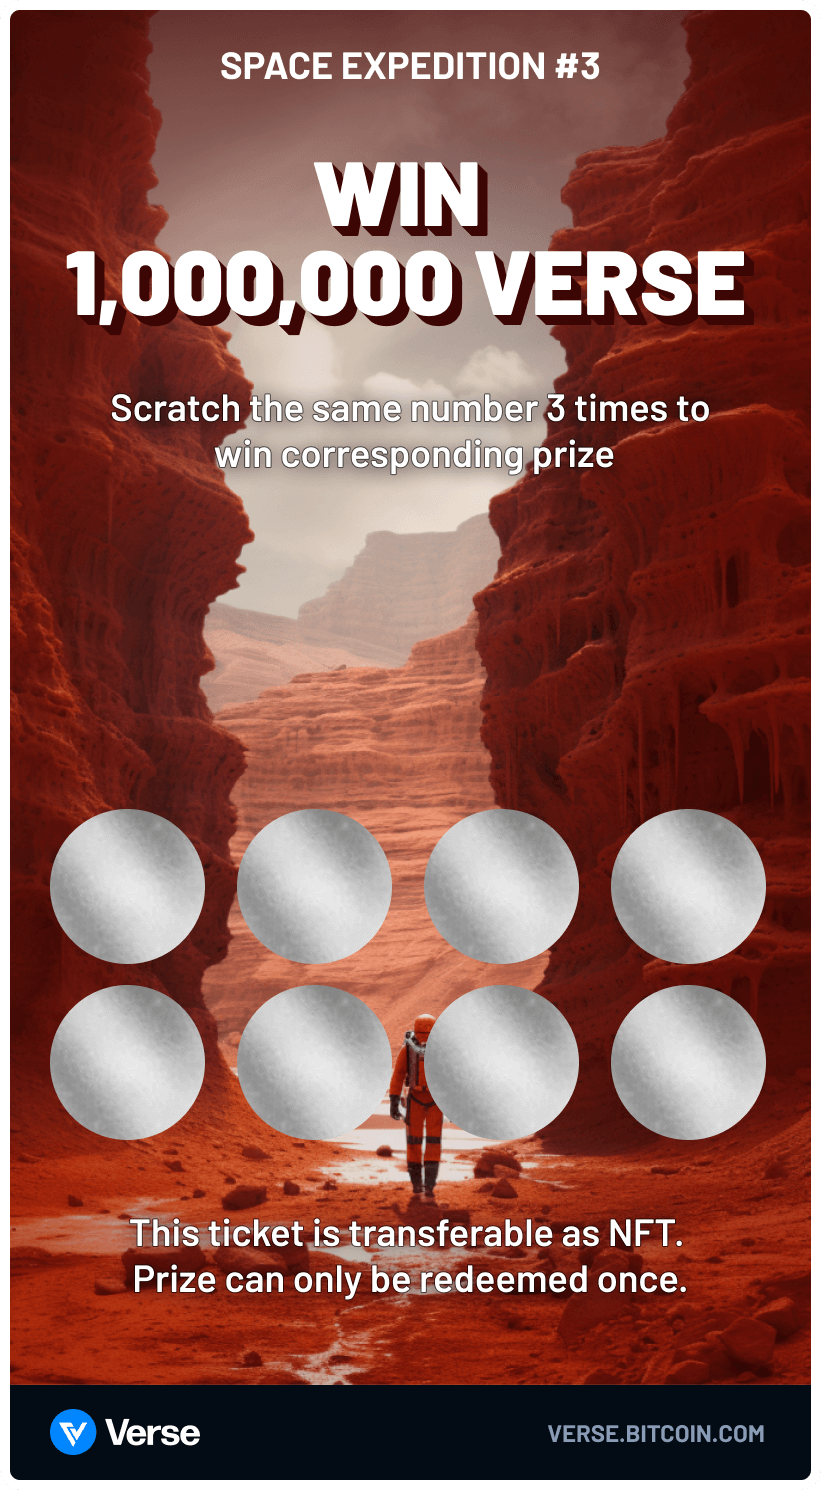 SPACE EXPEDITION #3
WIN
1,000,000 VERSE
Scratch the same number 3 times to
win corresponding prize
This ticket is transferable as NFT.
Prize can only be redeemed once.
Verse
VERSE.BITCOIN.COM